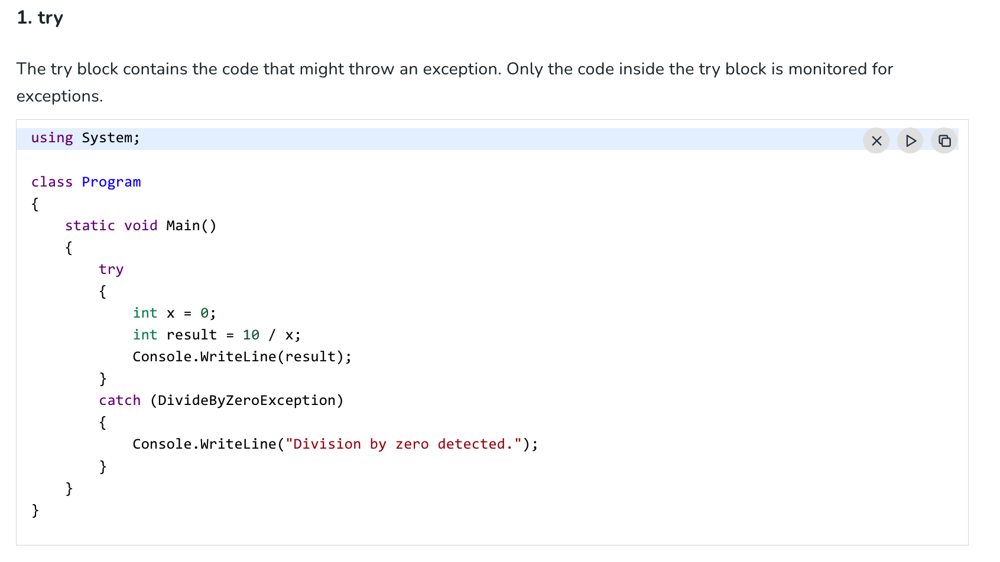 1. try
The try block contains the code that might throw an exception. Only the code inside the try block is monitored for
exceptions.
using System;
class Program
{
    static void Main()
    {
        try
        {
            int x = 0;
            int result = 10 / x;
            Console.WriteLine(result);
        }
        catch (DivideByZeroException)
        {
            Console.WriteLine("Division by zero detected.");
        }
    }
}